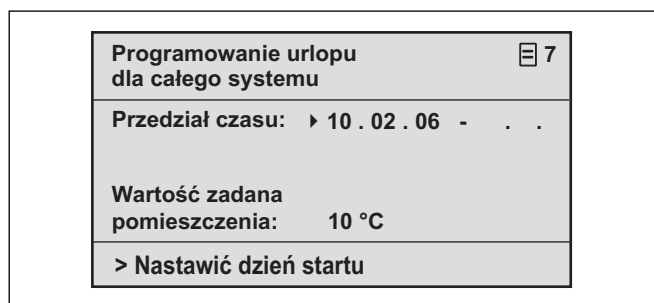 Programowanie urlopu 7
dla całego systemu
Przedział czasu: 10 . 02 . 06 - . .
Wartość zadana
pomieszczenia: 10 °C
> Nastawić dzień startu